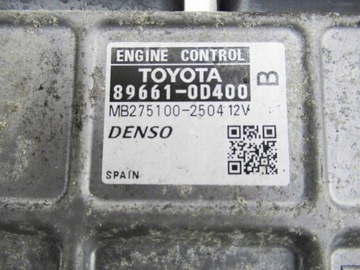 ENGINE CONTROL
TOYOTA
89661-0D400
B
MB275100-2504 12V
DENSO
SPAIN